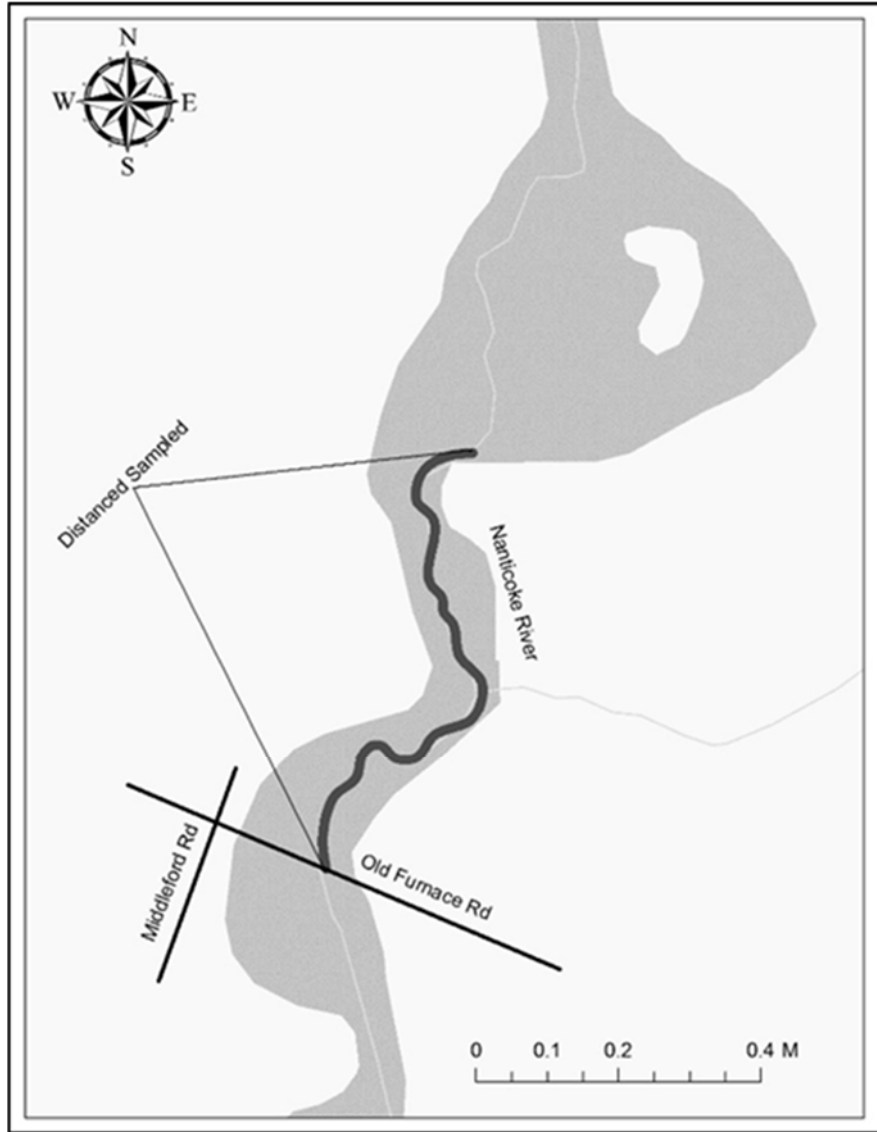 N
W E
S
Distanced Sampled
Nanticoke River
Middleford Rd
Old Furnace Rd
0 0.1 0.2 0.4 M